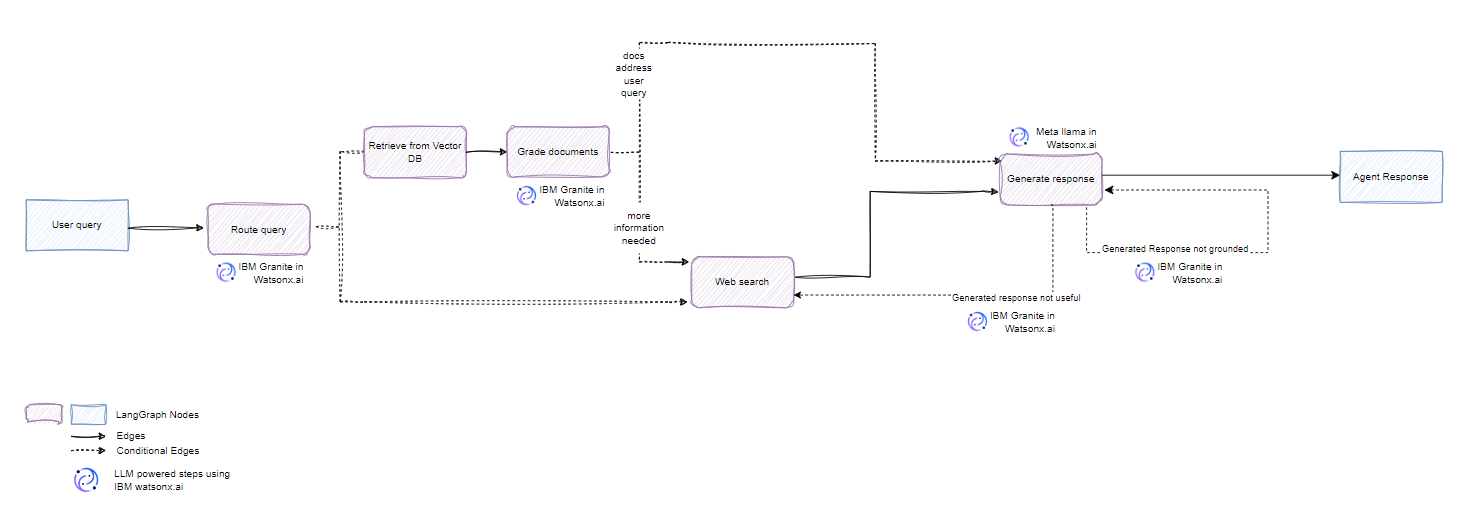 docs
address
user
query
Meta llama in
Watsonx.ai
Retrieve from Vector
DB
Grade documents
Generate response
Agent Response
IBM Granite in
Watsonx.ai
User query
Route query
more
information
needed
Generated Response not grounded
IBM Granite in
Watsonx.ai
IBM Granite in
Watsonx.ai
Web search
Generated response not useful
IBM Granite in
Watsonx.ai
LangGraph Nodes
Edges
Conditional Edges
LLM powered steps using
IBM watsonx.ai